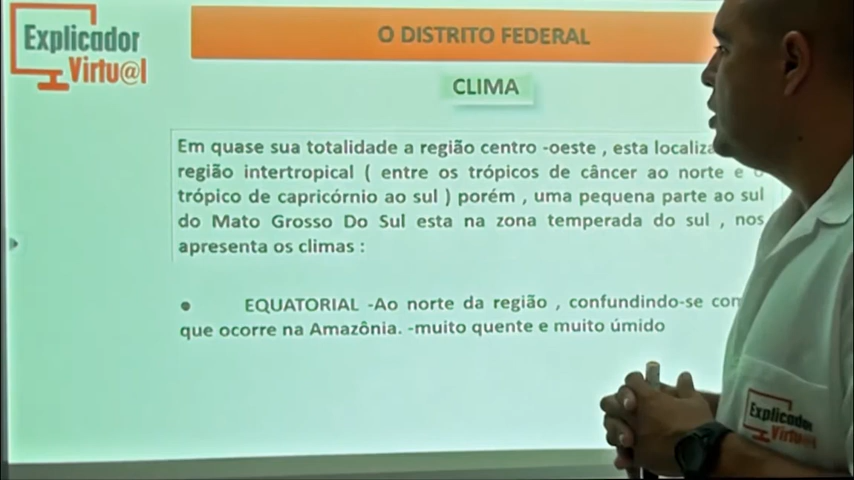 Explicador
Virtu@l
O DISTRITO FEDERAL
CLIMA
Em quase sua totalidade a região centro -oeste , esta
região intertropical ( entre os trópicos de câncer ao norte e o
trópico de capricórnio ao sul ) porém , uma pequena parte ao sul
do Mato Grosso Do Sul esta na zona temperada do sul , nos
apresenta os climas :
● EQUATORIAL -Ao norte da região , confundindo-se
que ocorre na Amazônia. -muito quente e muito úmido
Explicador
Virtu@l